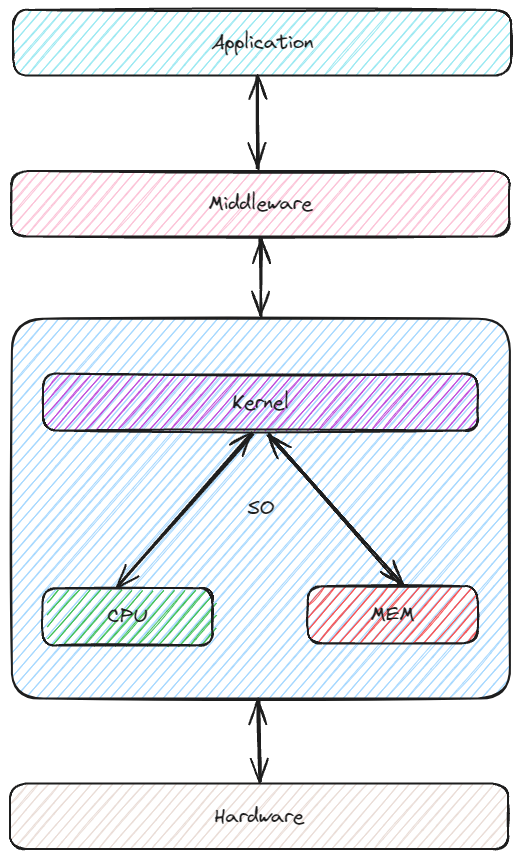 Application
Middleware
Kernel
SO
CPU
MEM
Hardware